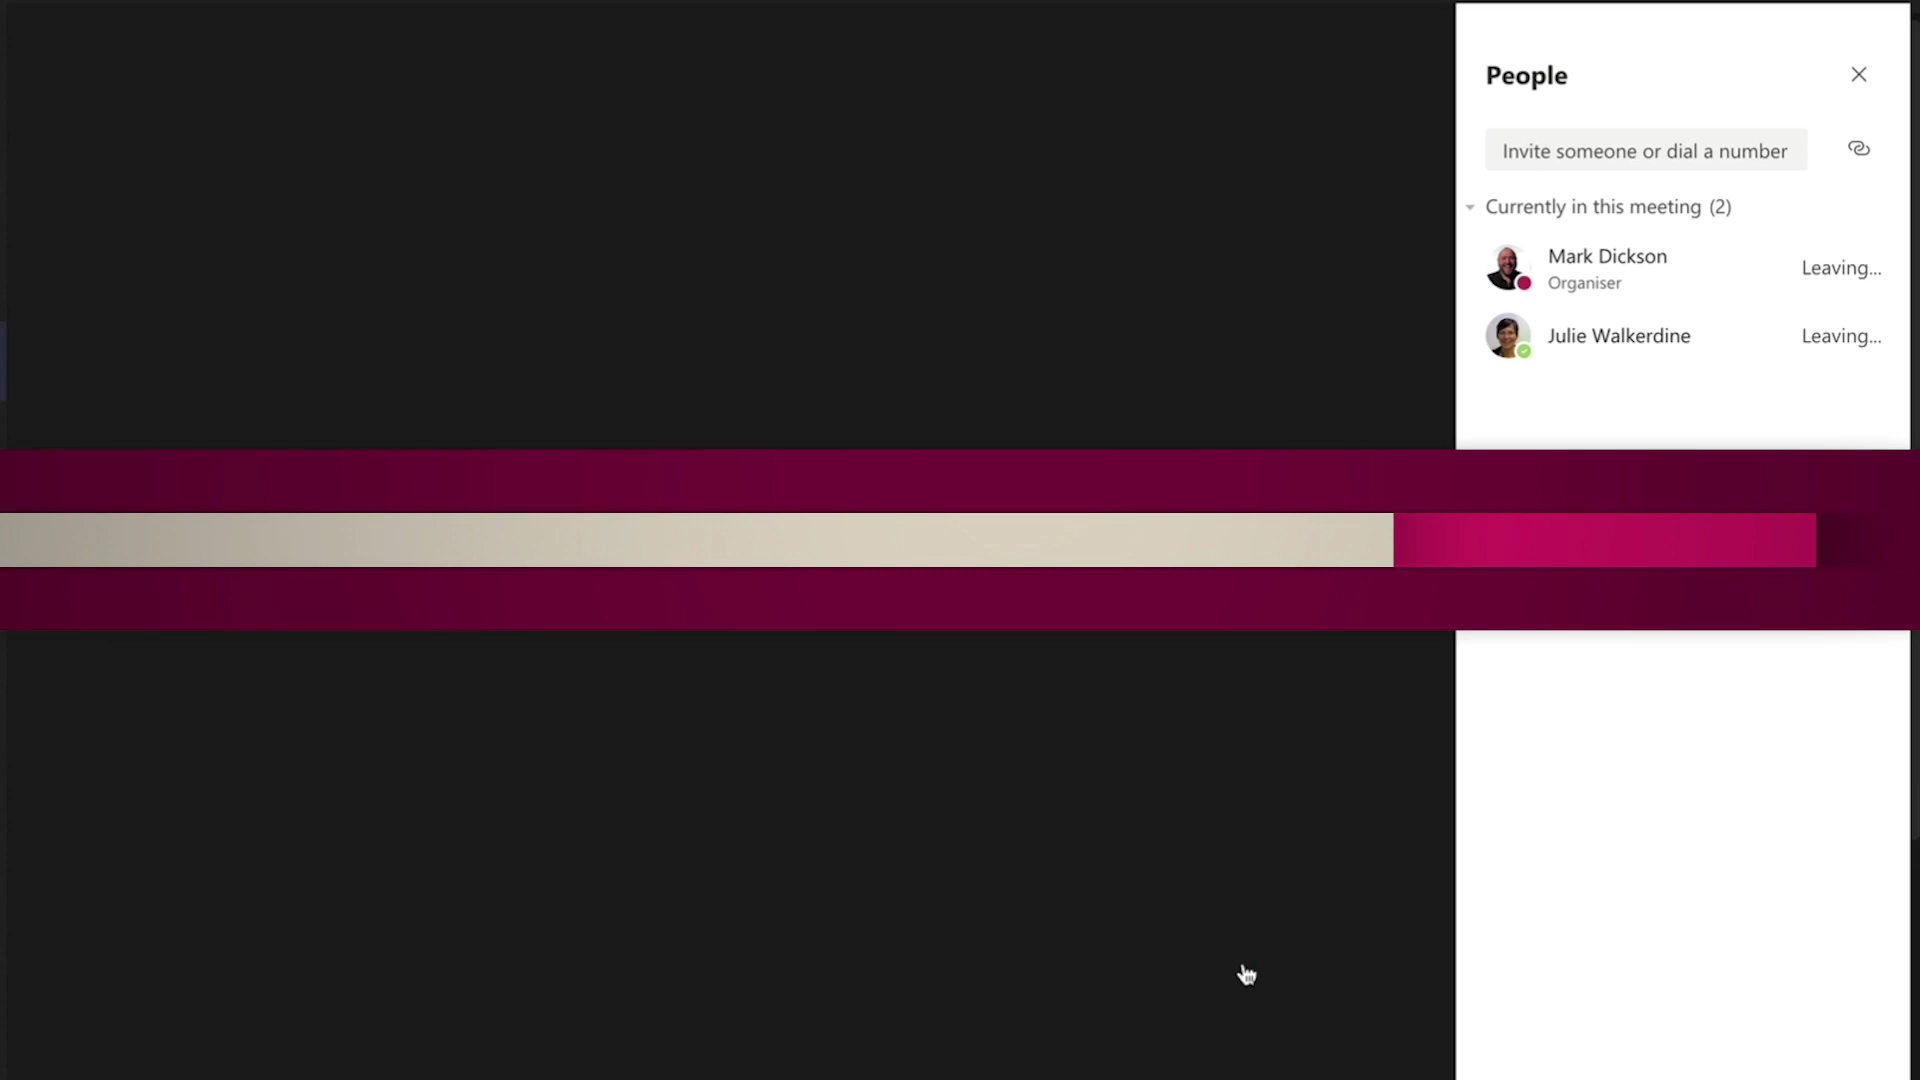 People
Invite someone or dial a number
Currently in this meeting (2)
Mark Dickson
Organiser
Leaving...
Julie Walkerdine
Leaving...